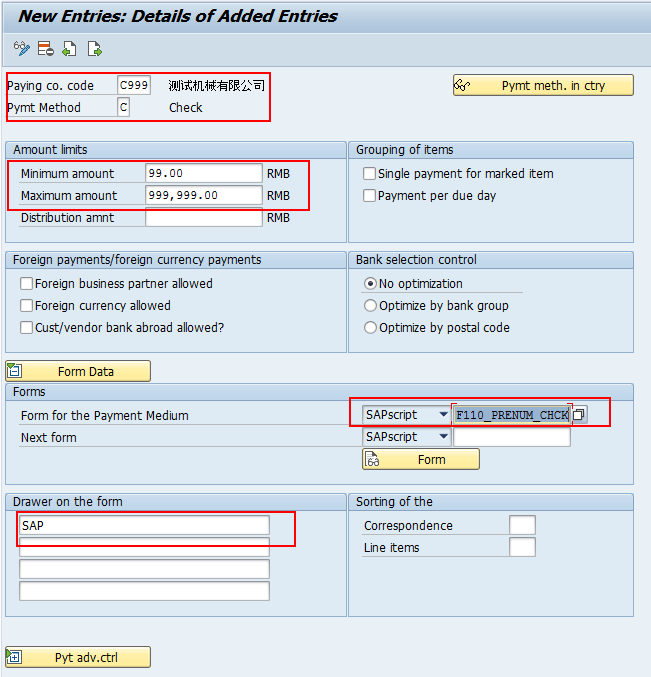 New Entries: Details of Added Entries
Paying co. code C999 测试机械有限公司 Pymt meth. in ctry
Pymt Method C Check
Amount limits Grouping of items
Minimum amount 99.00 RMB Single payment for marked item
Maximum amount 999,999.00 RMB Payment per due day
Distribution amnt RMB
Foreign payments/foreign currency payments Bank selection control
Foreign business partner allowed No optimization
Foreign currency allowed Optimize by bank group
Cust/vendor bank abroad allowed? Optimize by postal code
Form Data
Forms
Form for the Payment Medium SAPscript F110_PRENUM_CHCK
Next form SAPscript
Form
Drawer on the form Sorting of the
SAP Correspondence
Line items
Pyt adv.ctrl